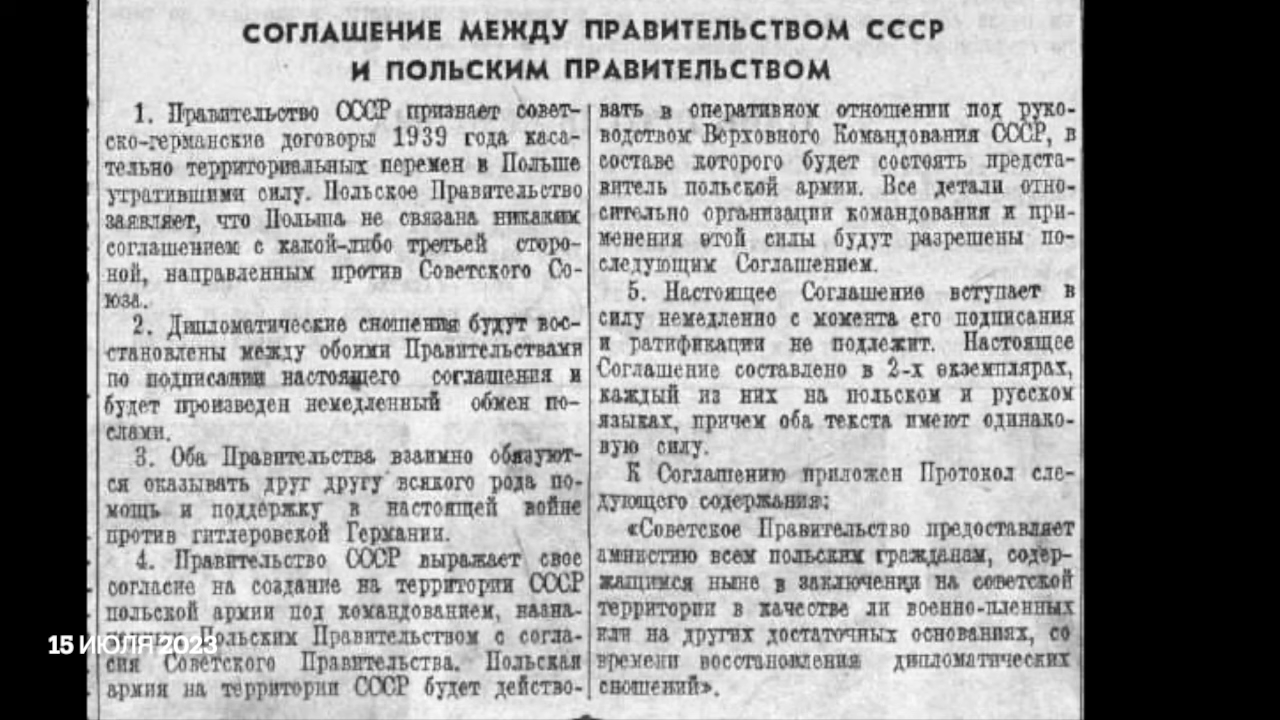 СОГЛАШЕНИЕ МЕЖДУ ПРАВИТЕЛЬСТВОМ СССР
И ПОЛЬСКИМ ПРАВИТЕЛЬСТВОМ
1. Правительство СССР признает совет-
ско-германские договоры 1939 года каса-
тельно территориальных перемен в Польше
утратившими силу. Польское Правительство
заявляет, что Польша не связана никаким
соглашением с какой-либо третьей сторо-
ной, направленным против Советского Со-
юза.
2. Дипломатические сношения будут вос-
становлены между обоими Правительствами
по подписании настоящего соглашения и
будет произведен немедленный обмен по-
слами.
3. Оба Правительства взаимно обязуют-
ся оказывать друг другу всякого рода по-
мощь и поддержку в настоящей войне
против гитлеровской Германии.
4. Правительство СССР выражает свое
согласие на создание на территории СССР
польской армии под командованием, назна-
Польским Правительством с согла-
сия Советского Правительства. Польская
армия на территории СССР будет действо-
вать в оперативном отношении под руко-
водством Верховного Командования СССР, в
составе которого будет состоять предста-
витель польской армии. Все детали отно-
сительно организации командования и при-
менения этой силы будут разрешены по-
следующим Соглашением.
5. Настоящее Соглашение вступает в
силу немедленно с момента его подписания
и ратификации не подлежит. Настоящее
Соглашение составлено в 2-х экземплярах,
каждый из них на польском и русском
языках, причем оба текста имеют одинако-
вую силу.
К Соглашению приложен Протокол сле-
дующего содержания:
«Советское Правительство предоставляет
амнистию всем польским гражданам, содер-
жащимся ныне в заключении на советской
территории в качестве ли военно-пленных
или на других достаточных основаниях, со
времени восстановления дипломатических
сношений».
15 ИЮЛЯ 2023